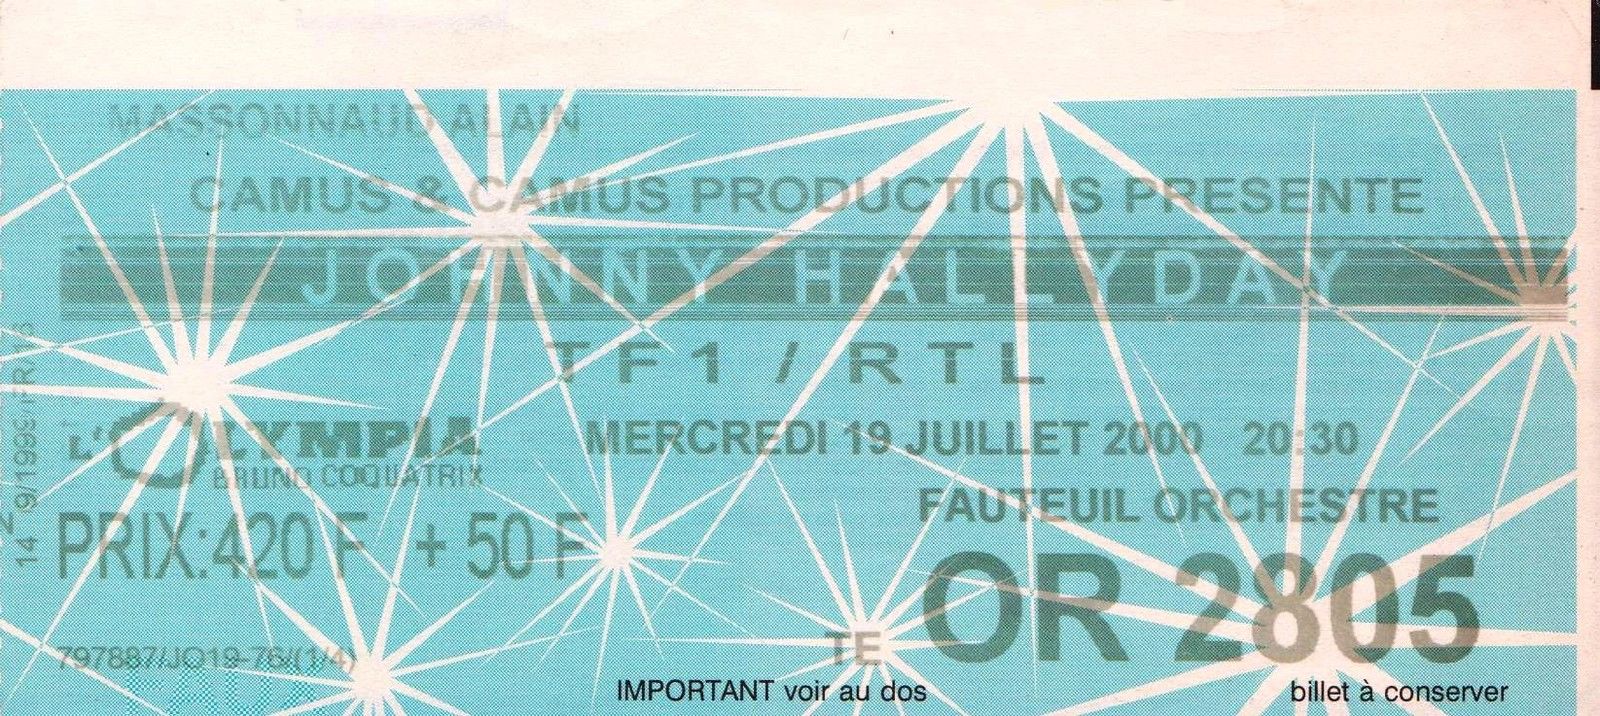 MASSONNAUD ALAIN
CAMUS & CAMUS PRODUCTIONS PRESENTE
JOHNNY HALLYDAY
TF1 / RTL
L'OLYMPIA
BRUNO COQUATRIX
MERCREDI 19 JUILLET 2000 20:30
FAUTEUIL ORCHESTRE
PRIX:420 F + 50 F
TE OR 2805
797887/JO19-76/(1/4)
IMPORTANT voir au dos
billet à conserver